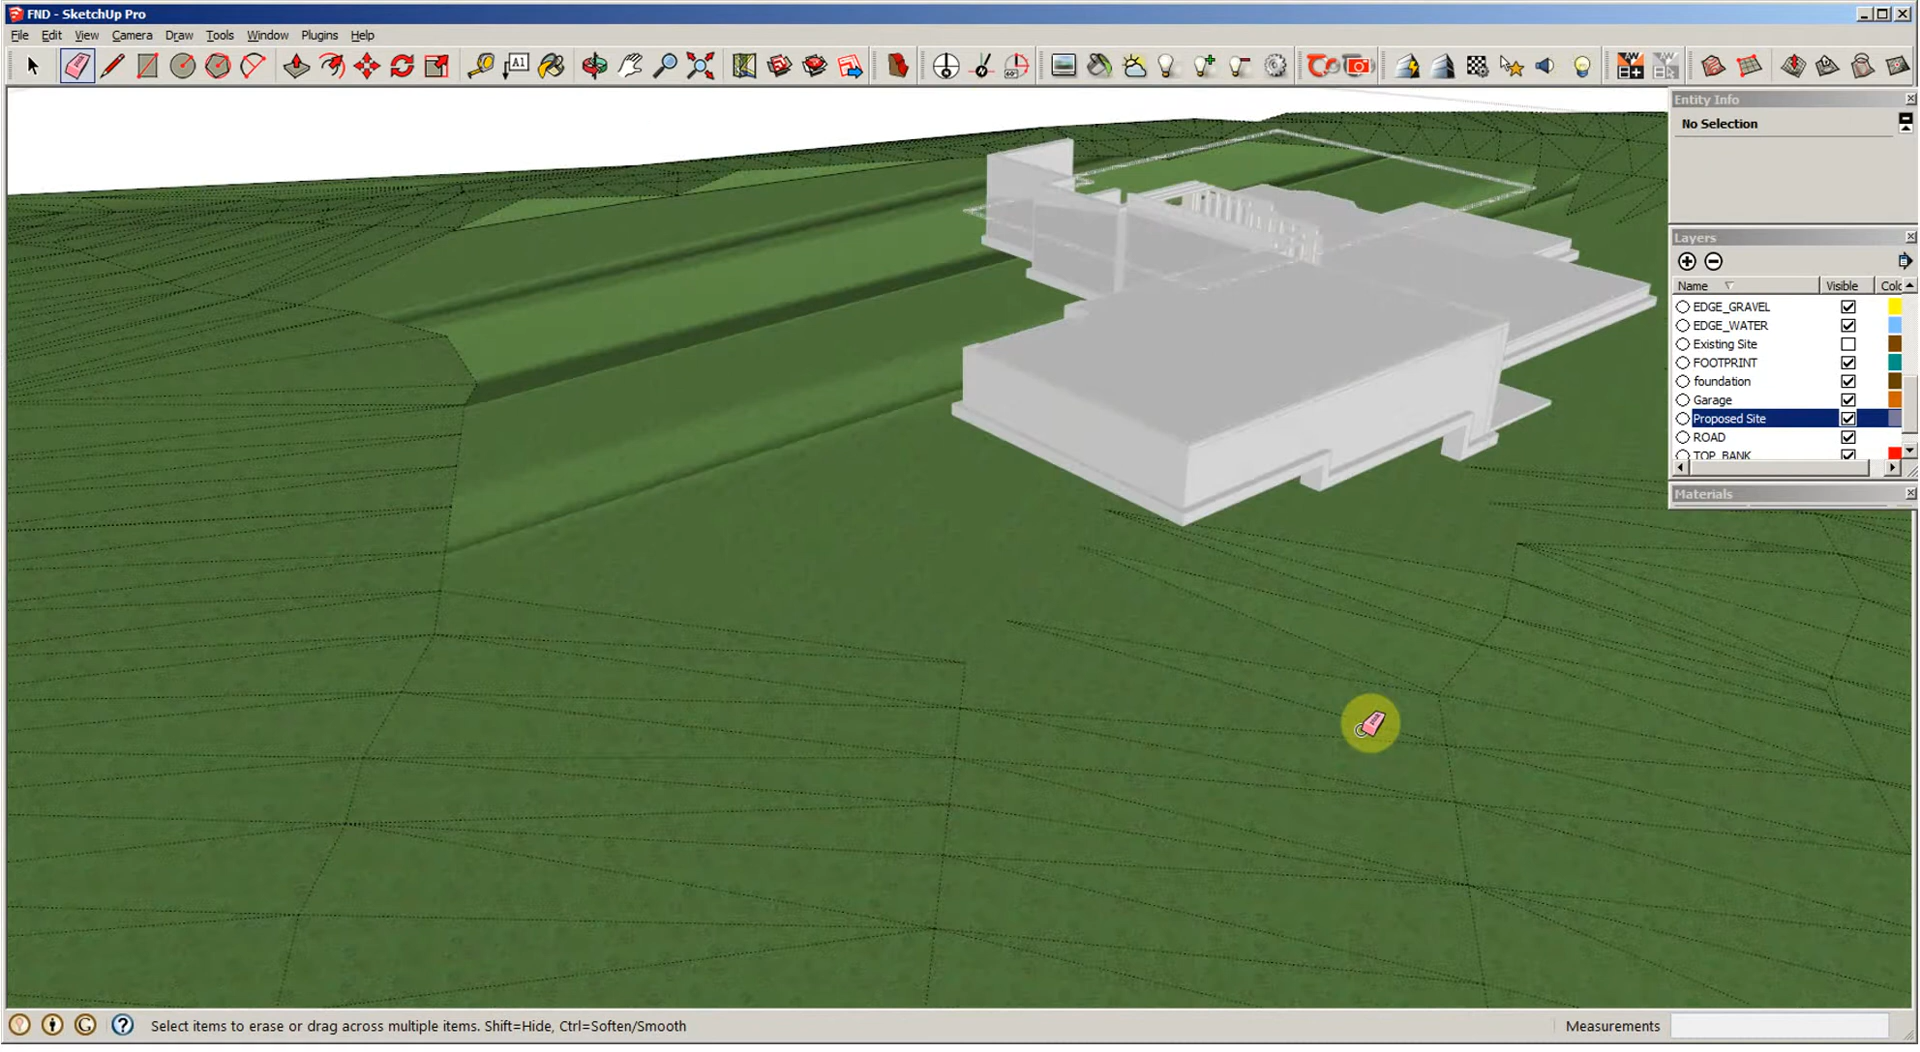 FND - SketchUp Pro
File Edit View Camera Draw Tools Window Plugins Help
A1
Entity Info
No Selection
Layers
Name Visible Colo
EDGE_GRAVEL
EDGE_WATER
Existing Site
FOOTPRINT
foundation
Garage
Proposed Site
ROAD
TOP_BANK
Materials
Select items to erase or drag across multiple items. Shift=Hide, Ctrl=Soften/Smooth
Measurements